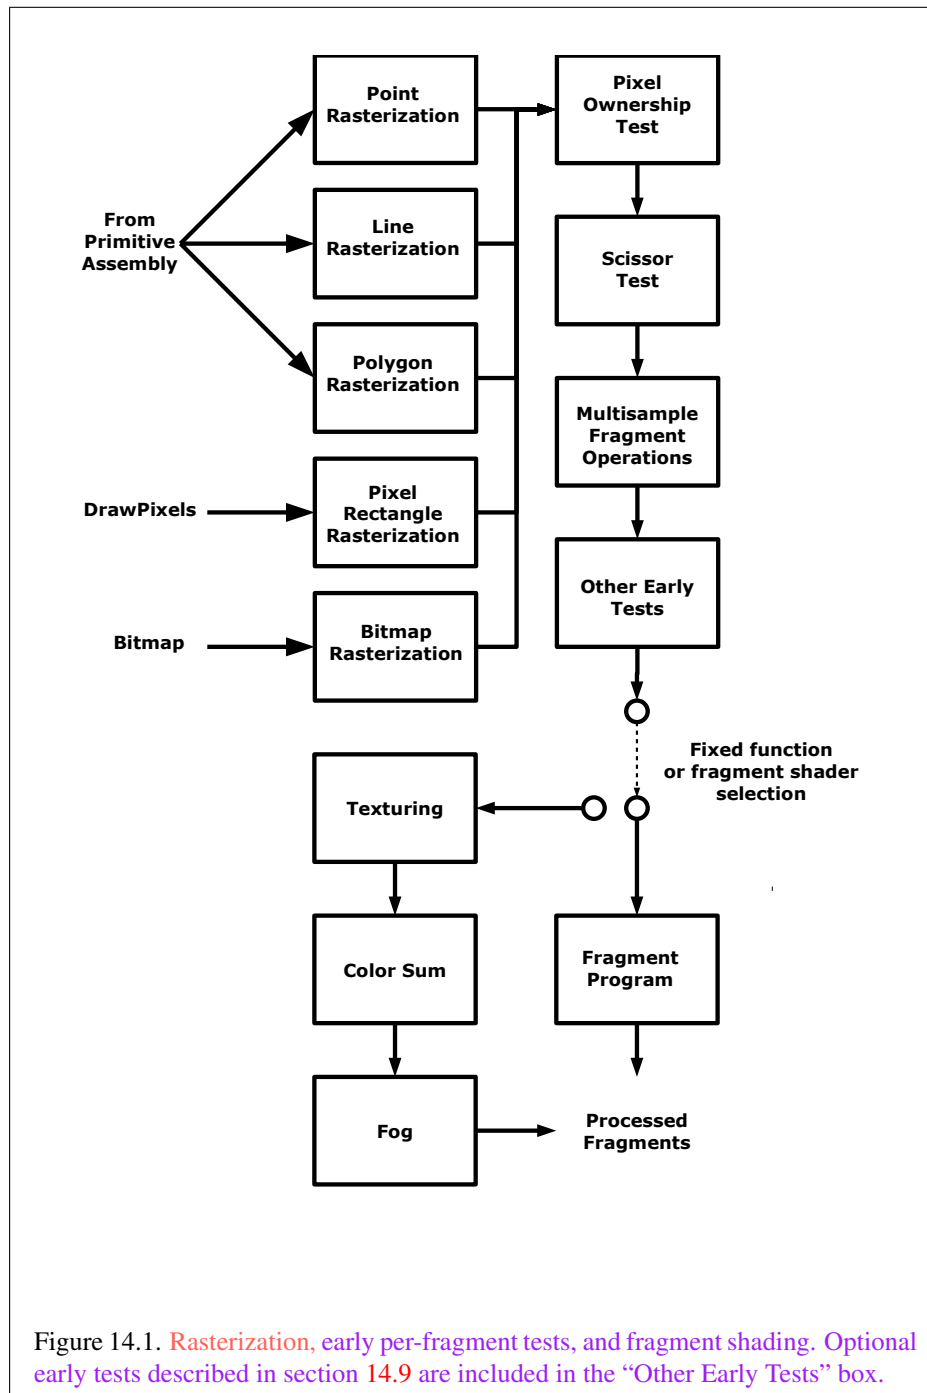 Point
Rasterization
Pixel
Ownership
Test
From
Primitive
Assembly
Line
Rasterization
Scissor
Test
Polygon
Rasterization
Multisample
Fragment
Operations
DrawPixels
Pixel
Rectangle
Rasterization
Other Early
Tests
Bitmap
Bitmap
Rasterization
Fixed function
or fragment shader
selection
Texturing
Color Sum
Fragment
Program
Fog
Processed
Fragments
Figure 14.1. Rasterization, early per-fragment tests, and fragment shading. Optional
early tests described in section 14.9 are included in the “Other Early Tests” box.